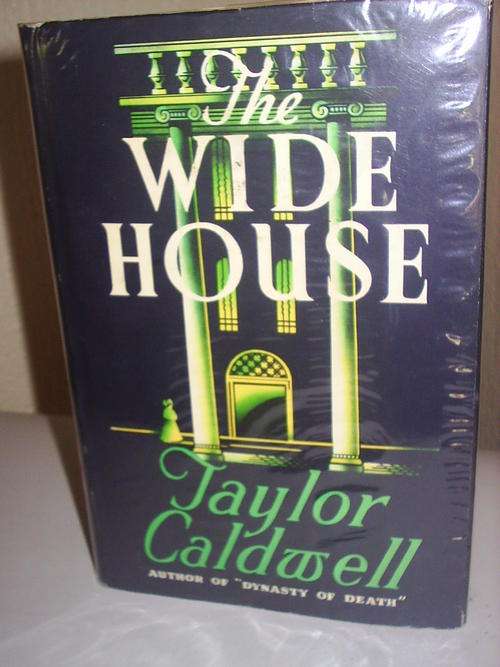 The
WIDE
HOUSE
Taylor
Caldwell
AUTHOR OF "DYNASTY OF DEATH"